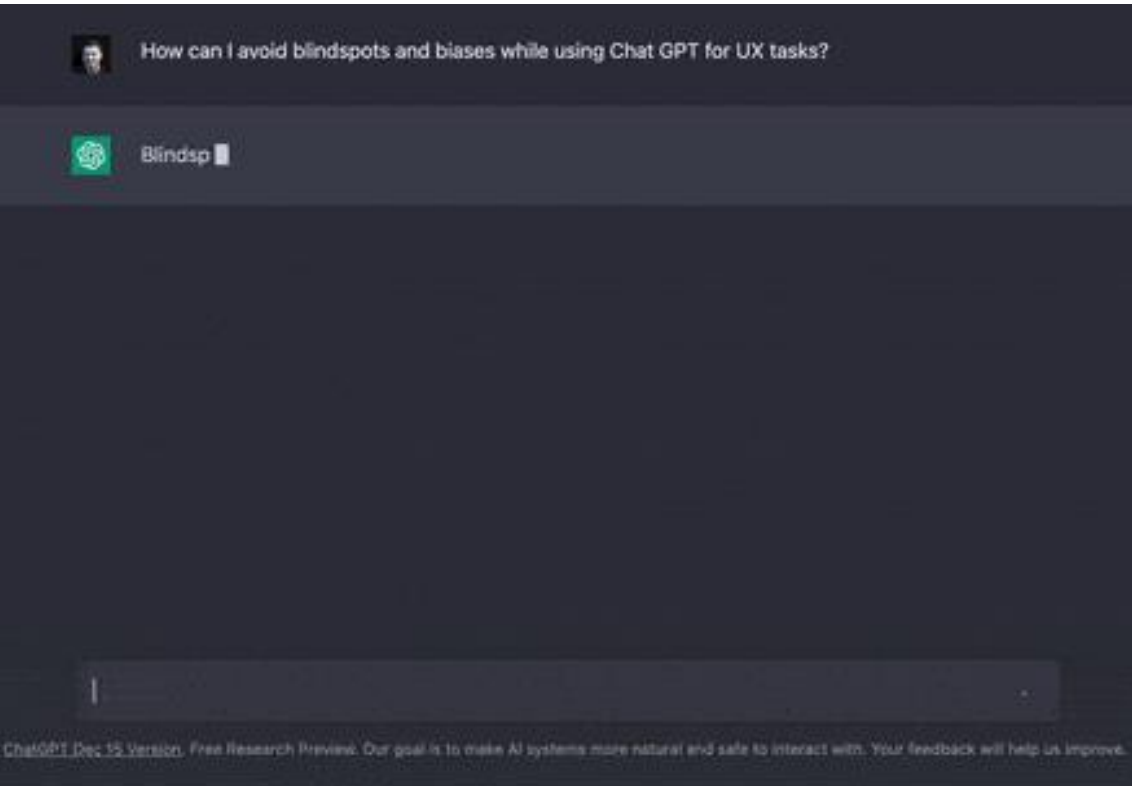 How can I avoid blindspots and biases while using Chat GPT for UX tasks?
Blindsp
ChatGPT Dec 15 Version. Free Research Preview. Our goal is to make AI systems more natural and safe to interact with. Your feedback will help us improve.